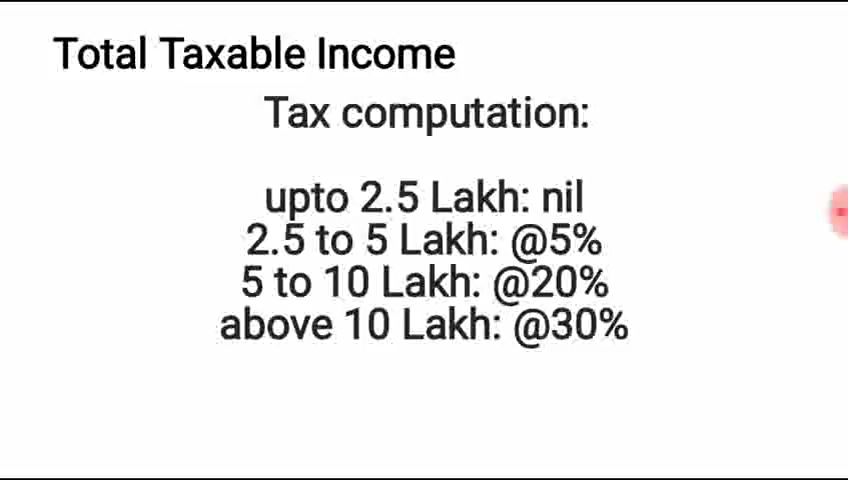 Total Taxable Income
Tax computation:
upto 2.5 Lakh: nil
2.5 to 5 Lakh: @5%
5 to 10 Lakh: @20%
above 10 Lakh: @30%